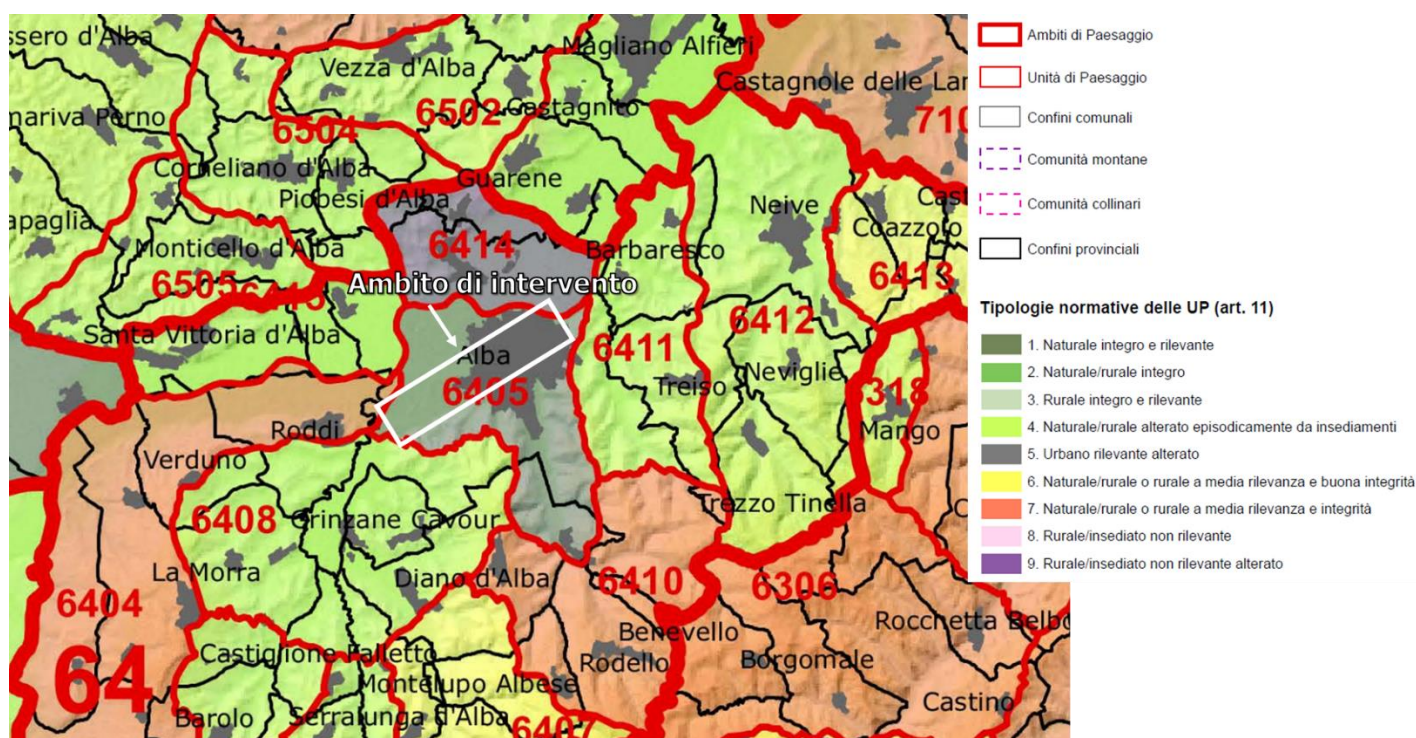 ssero d'Alba
Magliano Alfieri
Vezza d'Alba
Castagnole delle Lan
mariva Perno
6502
Castagnito
710
6504
Corneliano d'Alba
Guarene
Piobesi d'Alba
Neive
Cast
apaglia
Coazzolo
6414
Monticello d'Alba
Barbaresco
6505
6413
Ambito di intervento
Santa Vittoria d'Alba
6412
Alba
6411
Neviglie
318
6405
Treiso
Roddi
Mango
Verduno
Trezzo Tinella
6408
Grinzane Cavour
La Morra
Diano d'Alba
6410
6306
6404
Rocchetta Belbo
Benevello
64
Castiglione Falletto
Rodello
Borgomale
Montelupo Albese
Castino
Barolo
Serralunga d'Alba
6407
Ambiti di Paesaggio
Unità di Paesaggio
Confini comunali
Comunità montane
Comunità collinari
Confini provinciali
Tipologie normative delle UP (art. 11)
1. Naturale integro e rilevante
2. Naturale/rurale integro
3. Rurale integro e rilevante
4. Naturale/rurale alterato episodicamente da insediamenti
5. Urbano rilevante alterato
6. Naturale/rurale o rurale a media rilevanza e buona integrità
7. Naturale/rurale o rurale a media rilevanza e integrità
8. Rurale/insediato non rilevante
9. Rurale/insediato non rilevante alterato